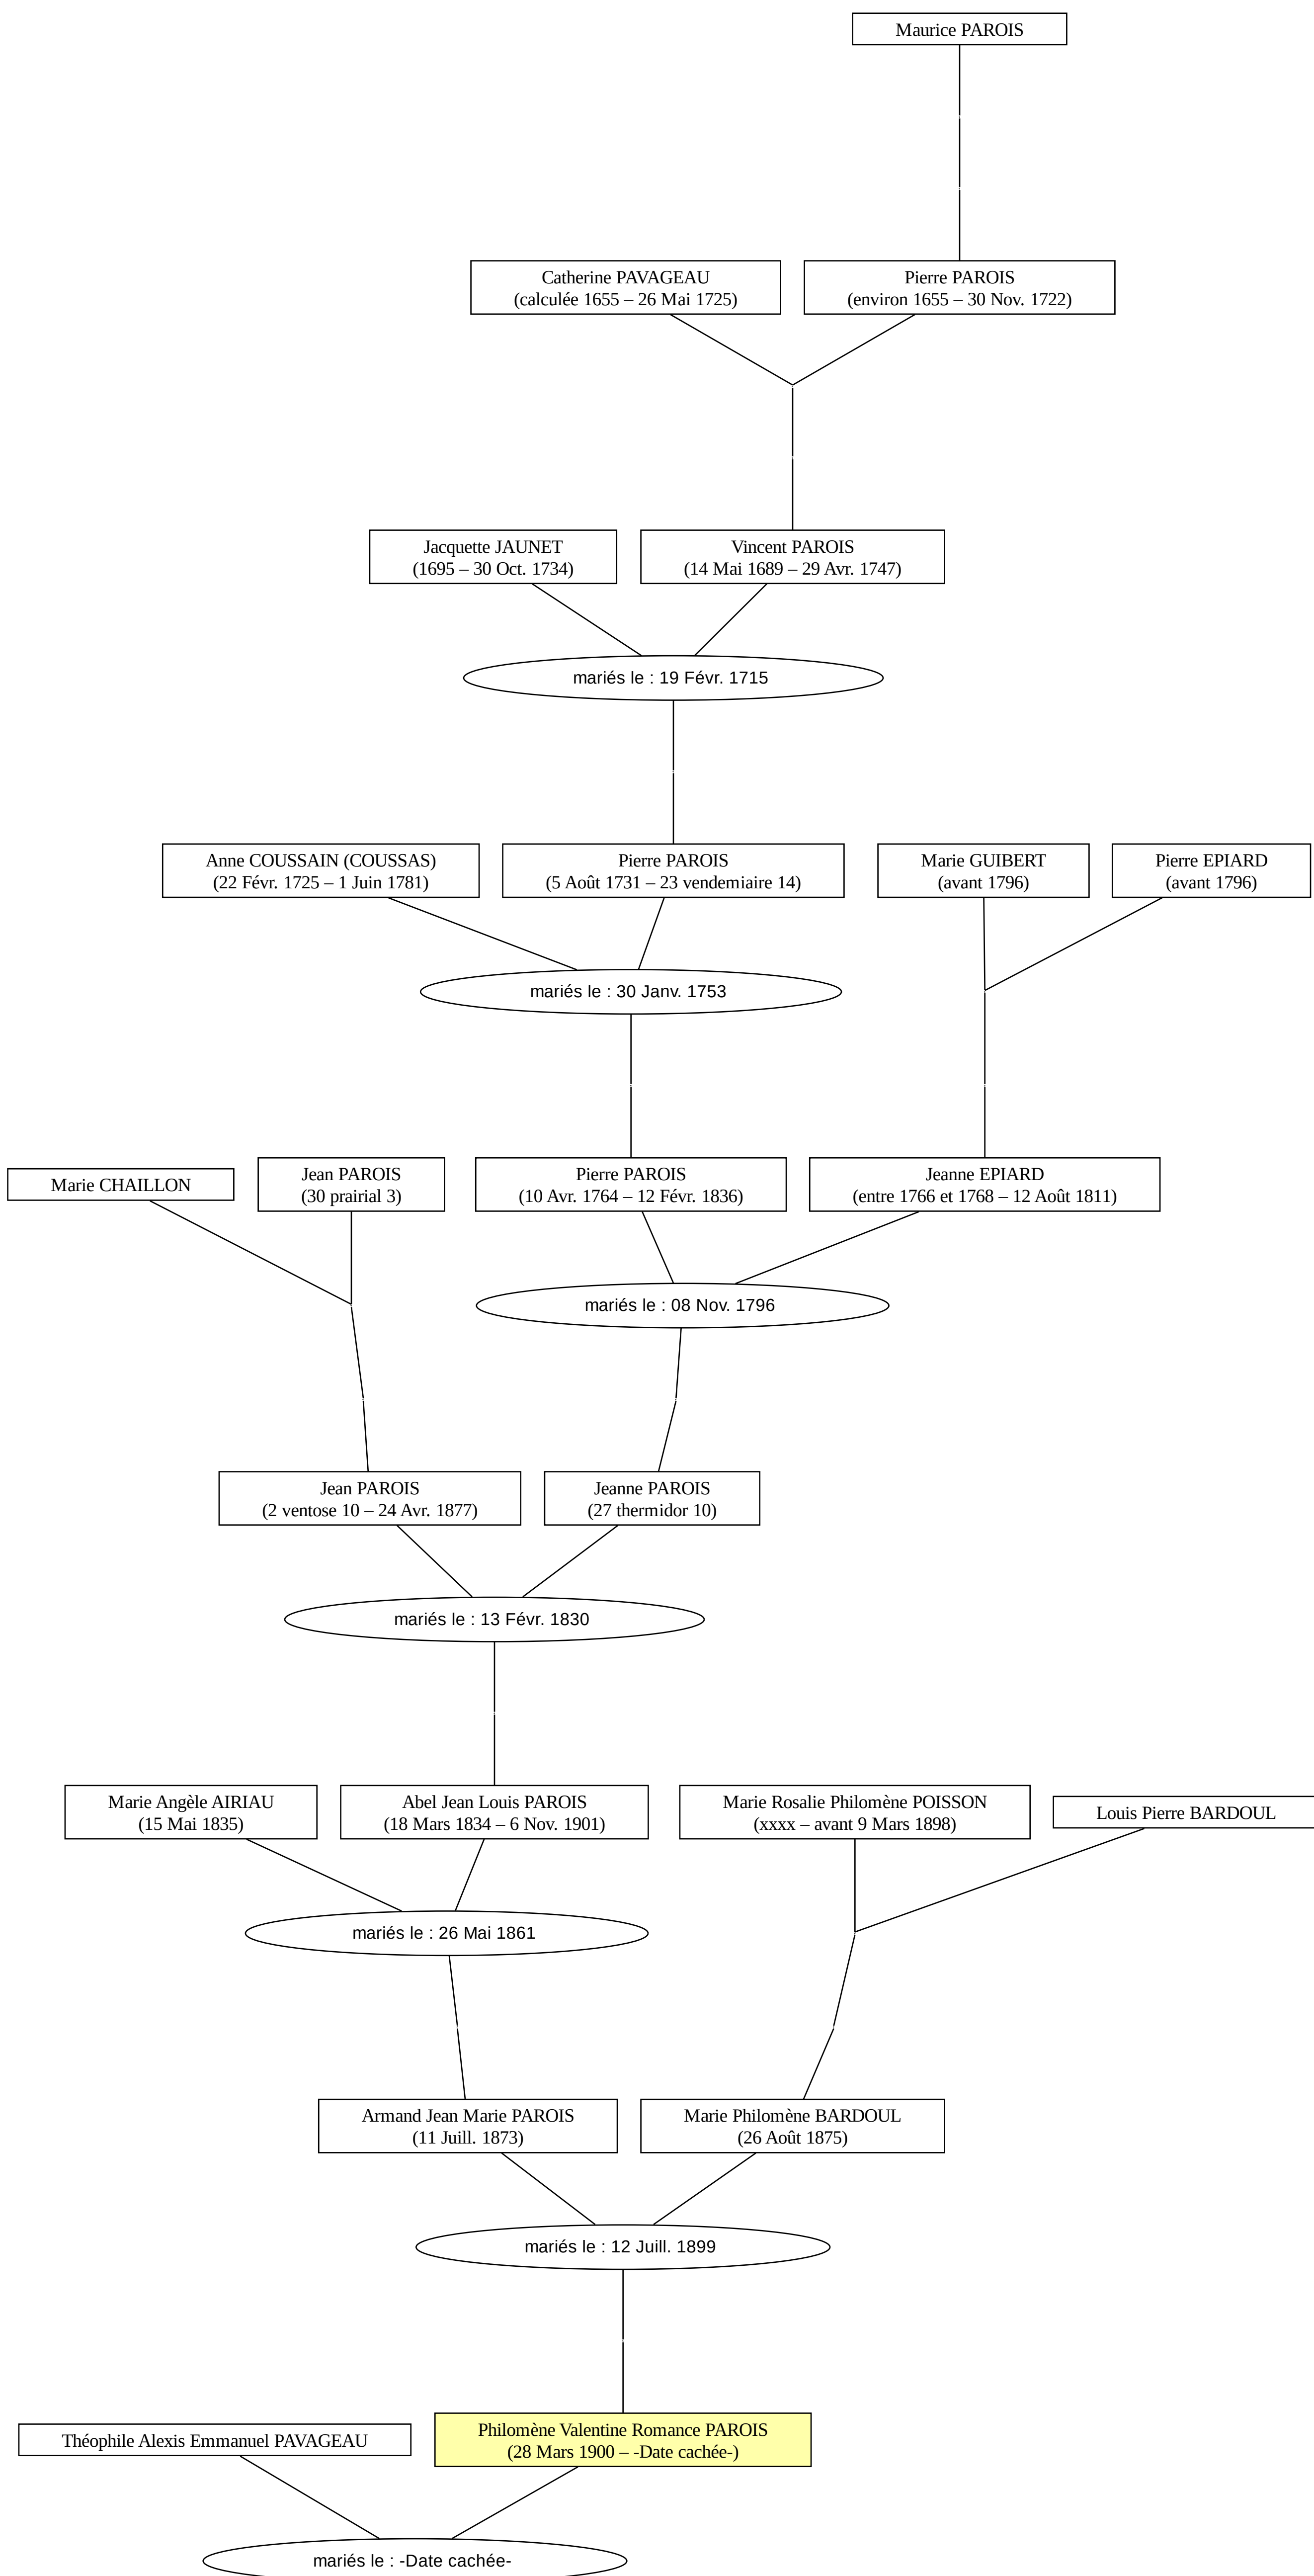 Maurice PAROIS
Catherine PAVAGEAU
(calculée 1655 – 26 Mai 1725)
Pierre PAROIS
(environ 1655 – 30 Nov. 1722)
Jacquette JAUNET
(1695 – 30 Oct. 1734)
Vincent PAROIS
(14 Mai 1689 – 29 Avr. 1747)
mariés le : 19 Févr. 1715
Anne COUSSAIN (COUSSAS)
(22 Févr. 1725 – 1 Juin 1781)
Pierre PAROIS
(5 Août 1731 – 23 vendemiaire 14)
Marie GUIBERT
(avant 1796)
Pierre EPIARD
(avant 1796)
mariés le : 30 Janv. 1753
Marie CHAILLON
Jean PAROIS
(30 prairial 3)
Pierre PAROIS
(10 Avr. 1764 – 12 Févr. 1836)
Jeanne EPIARD
(entre 1766 et 1768 – 12 Août 1811)
mariés le : 08 Nov. 1796
Jean PAROIS
(2 ventose 10 – 24 Avr. 1877)
Jeanne PAROIS
(27 thermidor 10)
mariés le : 13 Févr. 1830
Marie Angèle AIRIAU
(15 Mai 1835)
Abel Jean Louis PAROIS
(18 Mars 1834 – 6 Nov. 1901)
Marie Rosalie Philomène POISSON
(xxxx – avant 9 Mars 1898)
Louis Pierre BARDOUL
mariés le : 26 Mai 1861
Armand Jean Marie PAROIS
(11 Juill. 1873)
Marie Philomène BARDOUL
(26 Août 1875)
mariés le : 12 Juill. 1899
Théophile Alexis Emmanuel PAVAGEAU
Philomène Valentine Romance PAROIS
(28 Mars 1900 – -Date cachée-)
mariés le : -Date cachée-